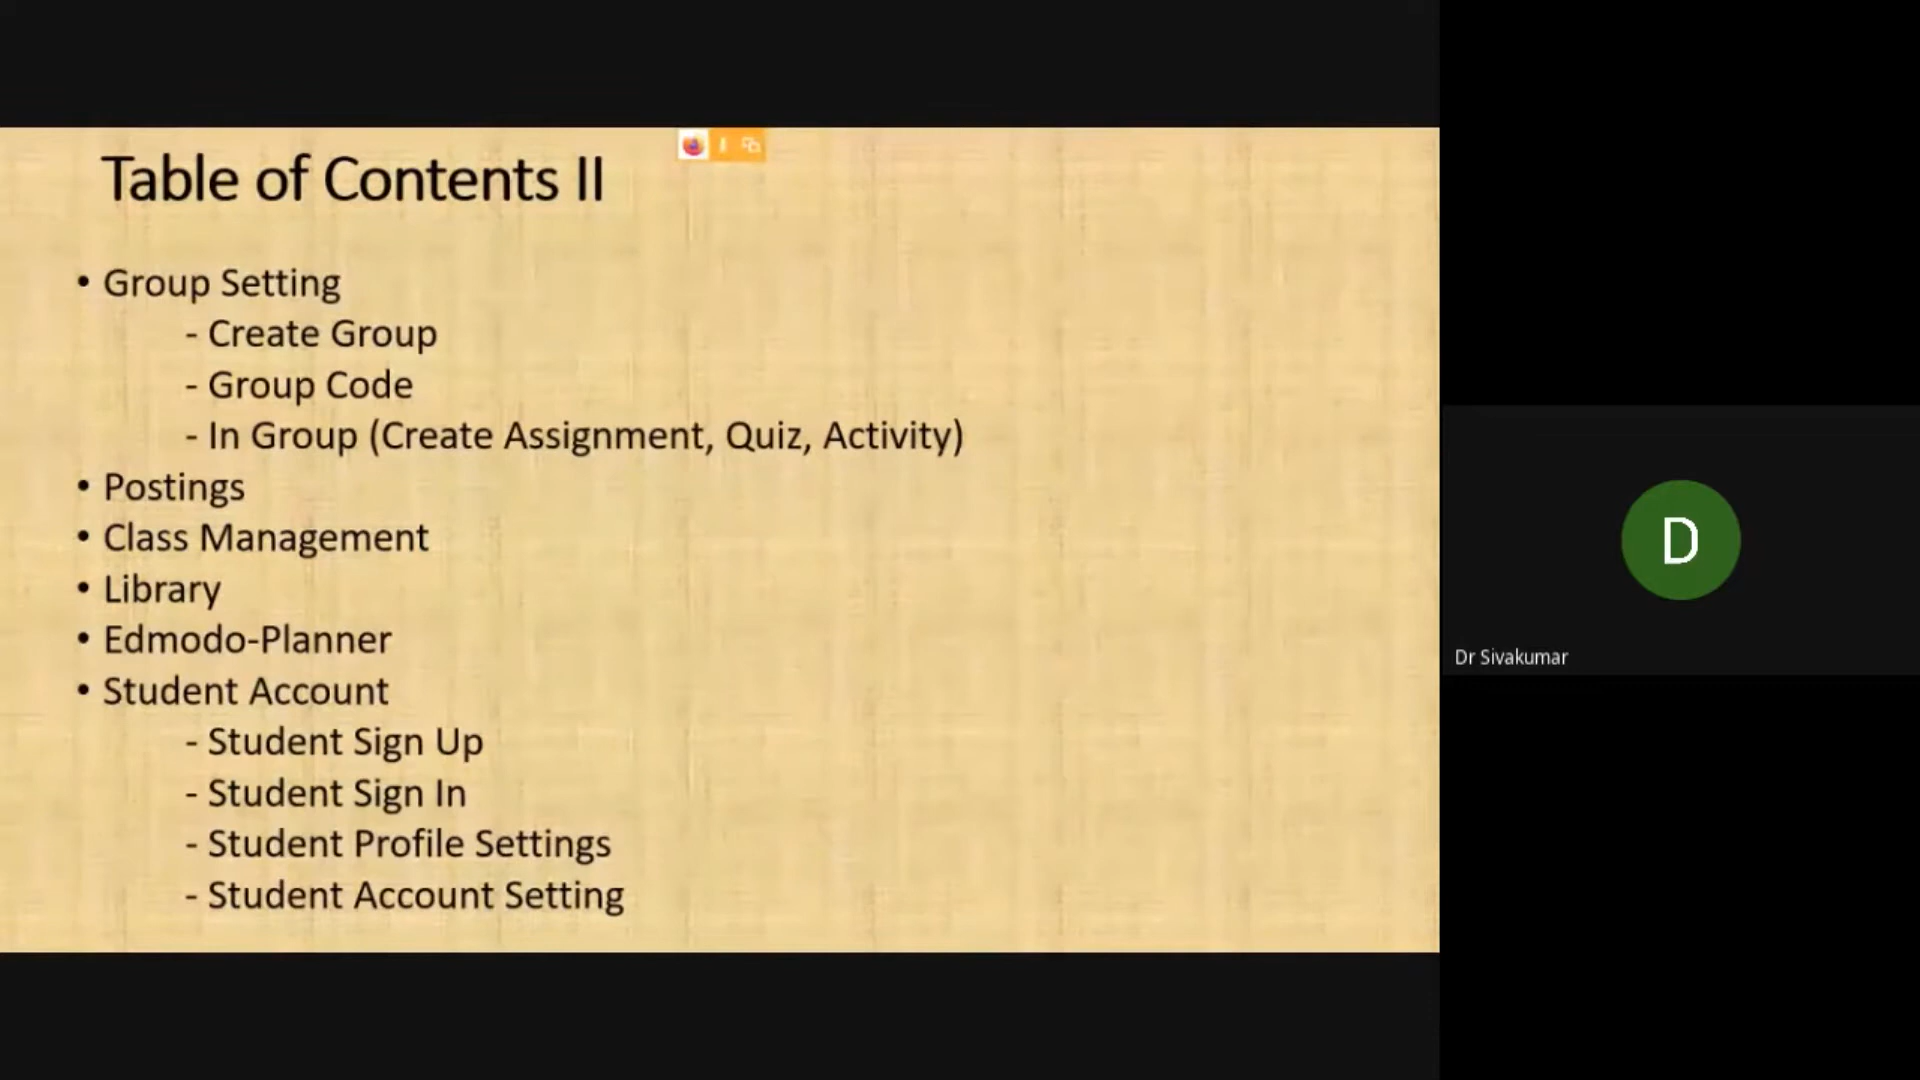 Table of Contents II
• Group Setting
- Create Group
- Group Code
- In Group (Create Assignment, Quiz, Activity)
• Postings
• Class Management
• Library
• Edmodo-Planner
• Student Account
- Student Sign Up
- Student Sign In
- Student Profile Settings
- Student Account Setting
D
Dr Sivakumar